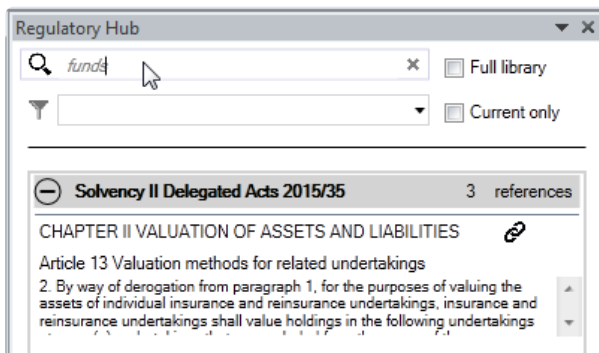 Regulatory Hub
funds
Full library
Current only
Solvency II Delegated Acts 2015/35 3 references
CHAPTER II VALUATION OF ASSETS AND LIABILITIES
Article 13 Valuation methods for related undertakings
2. By way of derogation from paragraph 1, for the purposes of valuing the
assets of individual insurance and reinsurance undertakings, insurance and
reinsurance undertakings shall value holdings in the following undertakings